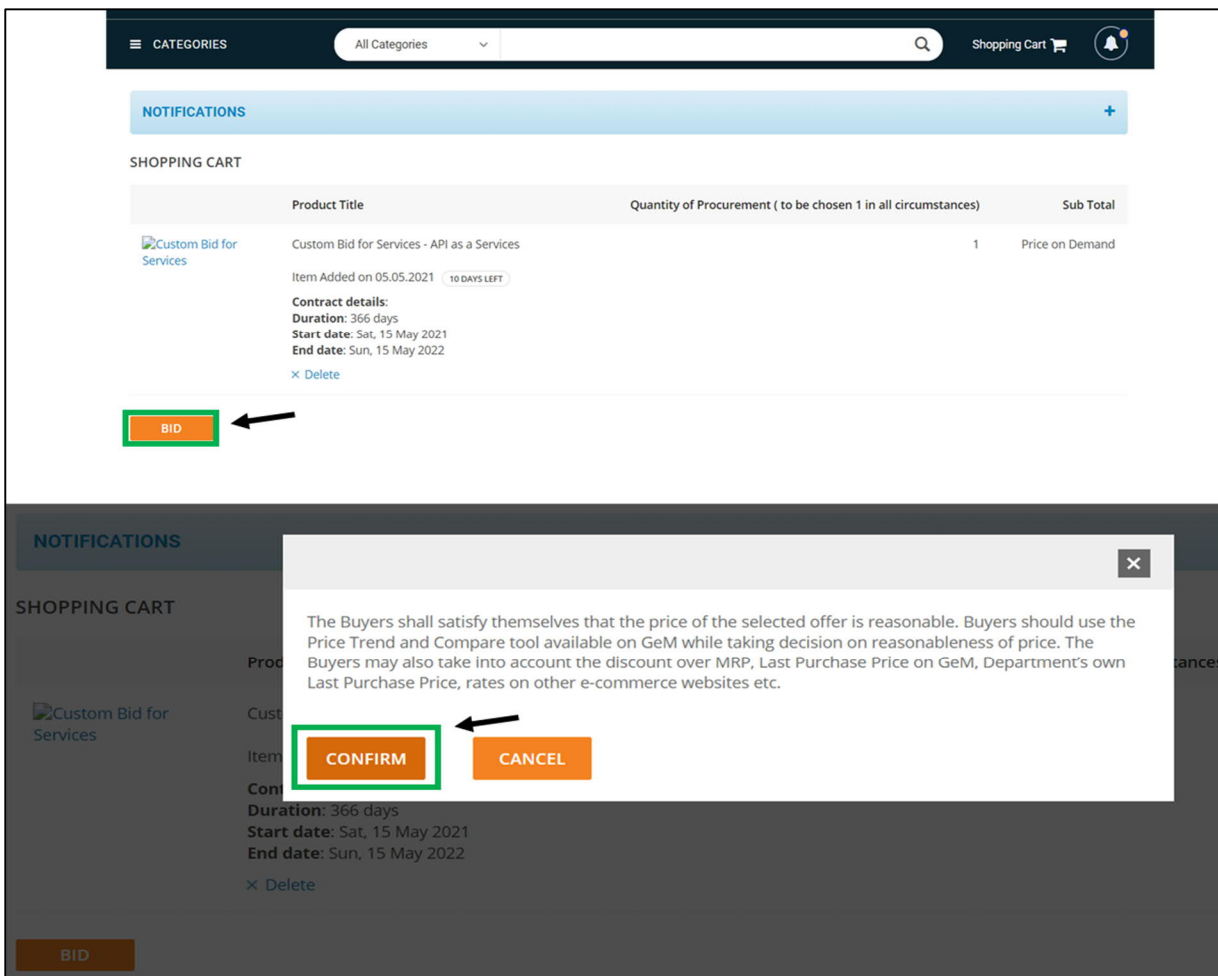 CATEGORIES
All Categories
Shopping Cart
NOTIFICATIONS
+
SHOPPING CART
Product Title
Quantity of Procurement ( to be chosen 1 in all circumstances)
Sub Total
Custom Bid for
Services
Custom Bid for Services - API as a Services
1
Price on Demand
Item Added on 05.05.2021 10 DAYS LEFT
Contract details:
Duration: 366 days
Start date: Sat, 15 May 2021
End date: Sun, 15 May 2022
× Delete
BID
NOTIFICATIONS
SHOPPING CART
The Buyers shall satisfy themselves that the price of the selected offer is reasonable. Buyers should use the
Price Trend and Compare tool available on GeM while taking decision on reasonableness of price. The
Buyers may also take into account the discount over MRP, Last Purchase Price on GeM, Department's own
Last Purchase Price, rates on other e-commerce websites etc.
Prod
tances
Custom Bid for
Services
Cust
Item
CONFIRM
CANCEL
Cont
Duration: 366 days
Start date: Sat, 15 May 2021
End date: Sun, 15 May 2022
× Delete
BID